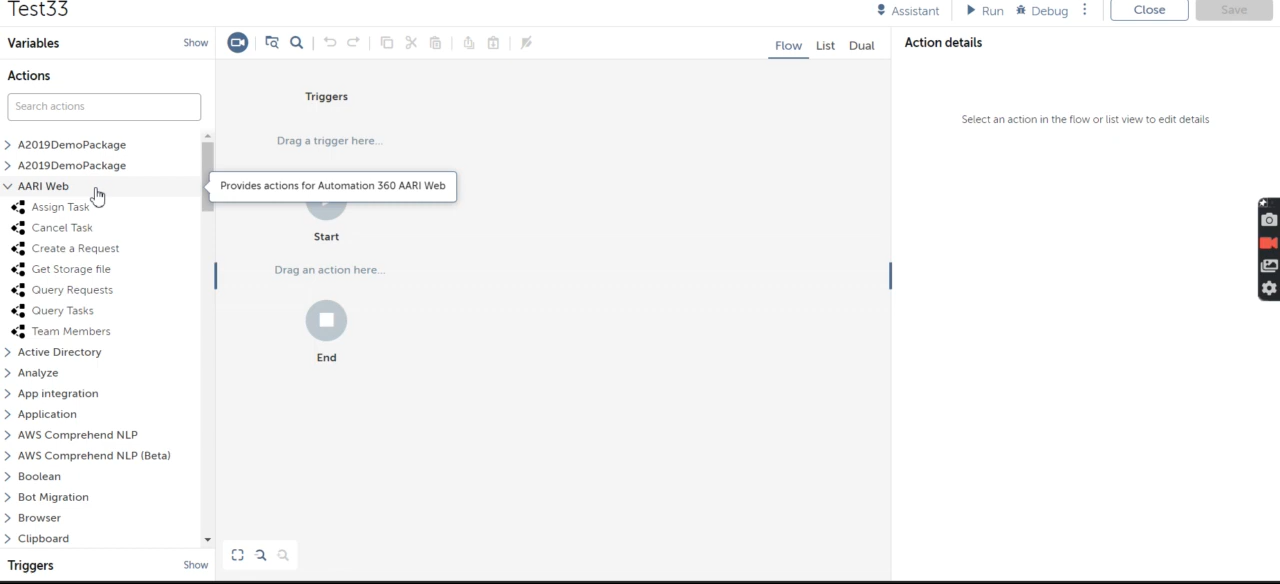 Test33
Assistant
Run
Debug
Close
Save
Variables
Show
Flow
List
Dual
Action details
Actions
Search actions
Triggers
Select an action in the flow or list view to edit details
A2019DemoPackage
Drag a trigger here...
A2019DemoPackage
AARI Web
Provides actions for Automation 360 AARI Web
Assign Task
Cancel Task
Start
Create a Request
Get Storage file
Drag an action here...
Query Requests
Query Tasks
Team Members
Active Directory
End
Analyze
App integration
Application
AWS Comprehend NLP
AWS Comprehend NLP (Beta)
Boolean
Bot Migration
Browser
Clipboard
Triggers
Show